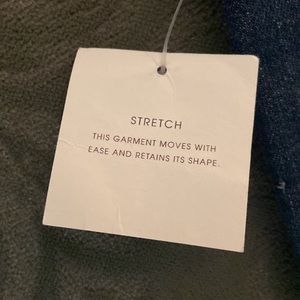 STRETCH
THIS GARMENT MOVES WITH
EASE AND RETAINS ITS SHAPE.